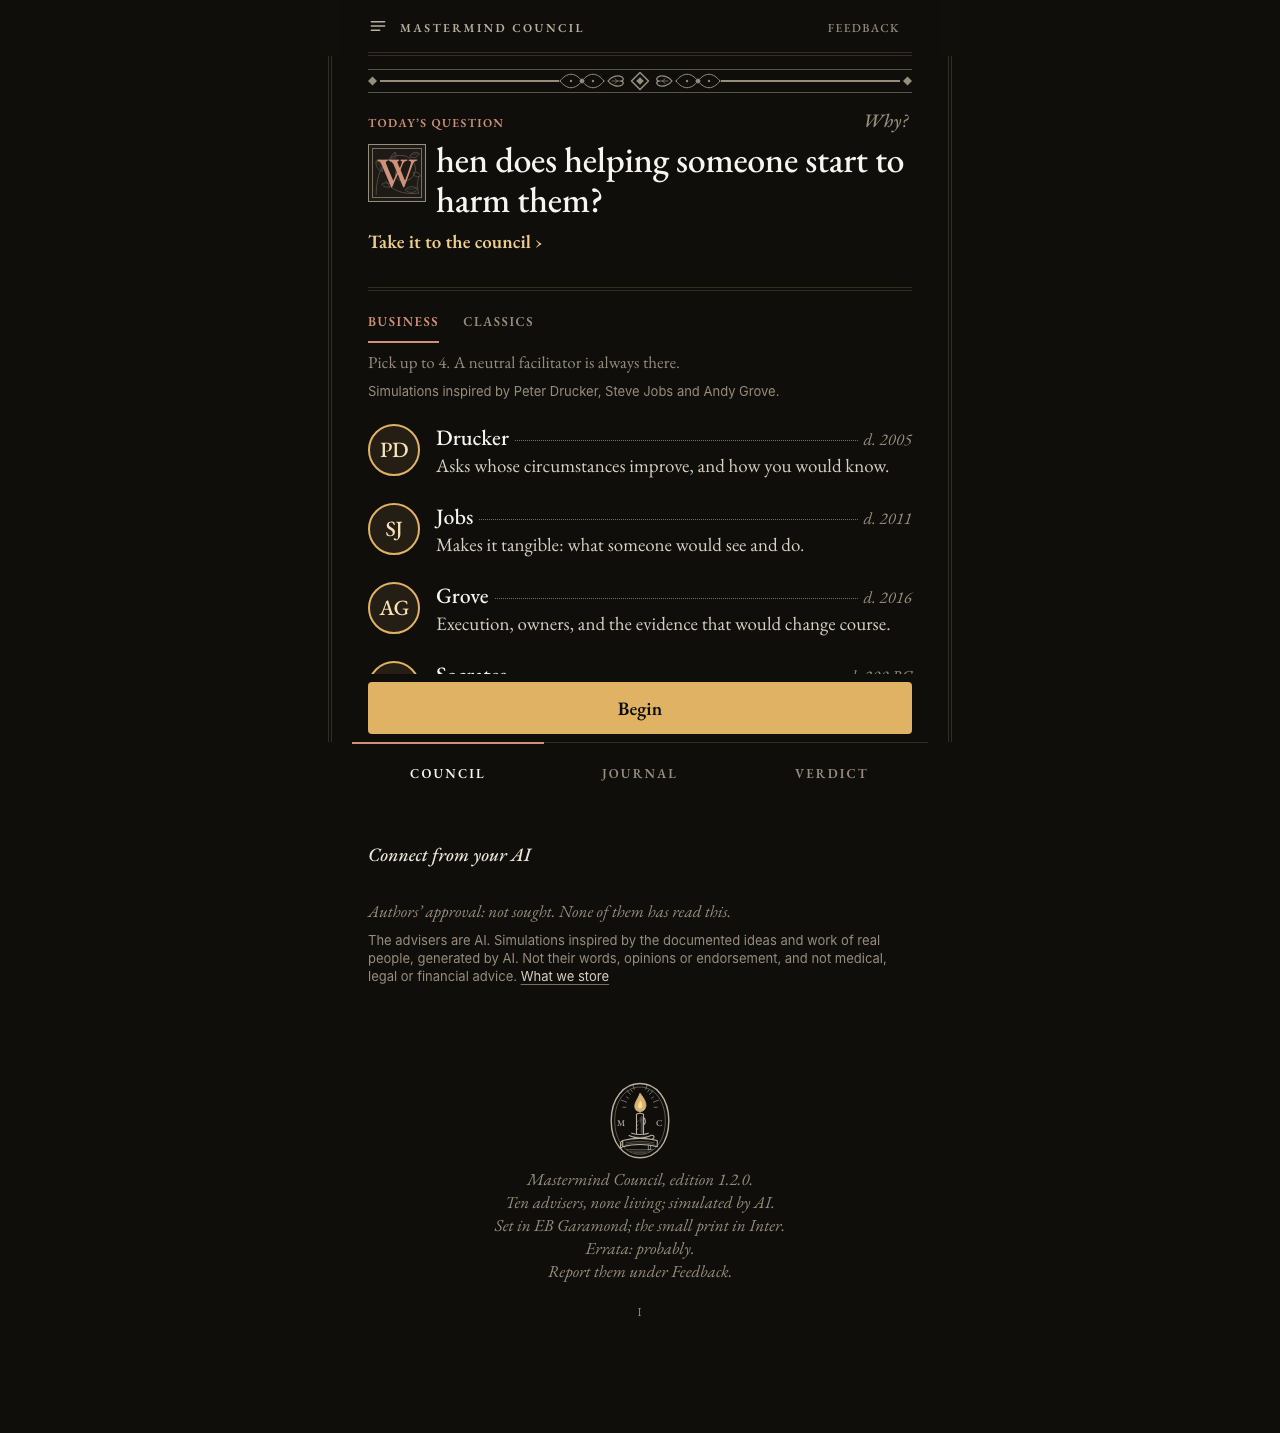 MASTERMIND COUNCIL
FEEDBACK
TODAY’S QUESTION
Why?
When does helping someone start to
harm them?
Take it to the council ›
BUSINESS
CLASSICS
Pick up to 4. A neutral facilitator is always there.
Simulations inspired by Peter Drucker, Steve Jobs and Andy Grove.
PD
Drucker
d. 2005
Asks whose circumstances improve, and how you would know.
SJ
Jobs
d. 2011
Makes it tangible: what someone would see and do.
AG
Grove
d. 2016
Execution, owners, and the evidence that would change course.
Socrates
Begin
COUNCIL
JOURNAL
VERDICT
Connect from your AI
Authors’ approval: not sought. None of them has read this.
The advisers are AI. Simulations inspired by the documented ideas and work of real
people, generated by AI. Not their words, opinions or endorsement, and not medical,
legal or financial advice. What we store
M C
Mastermind Council, edition 1.2.0.
Ten advisers, none living; simulated by AI.
Set in EB Garamond; the small print in Inter.
Errata: probably.
Report them under Feedback.
I